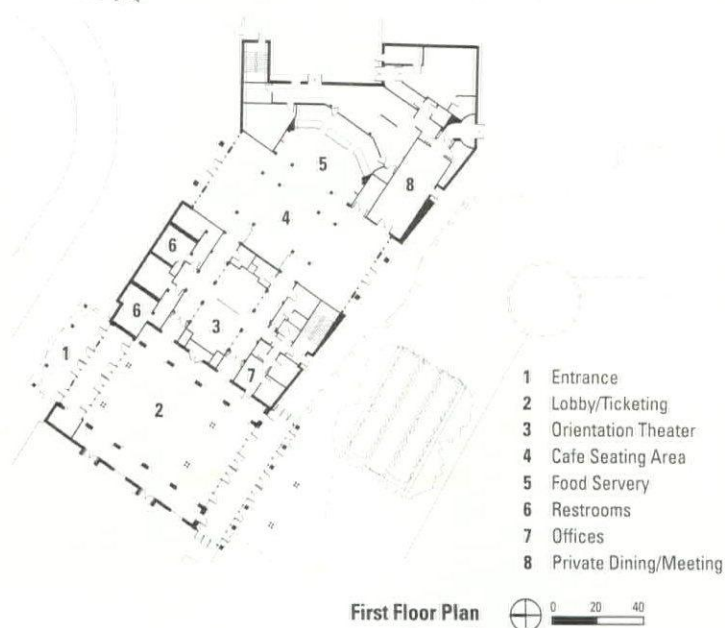 5
8
4
6
6
3
1
7
2
1 Entrance
2 Lobby/Ticketing
3 Orientation Theater
4 Cafe Seating Area
5 Food Servery
6 Restrooms
7 Offices
8 Private Dining/Meeting
First Floor Plan 0 20 40